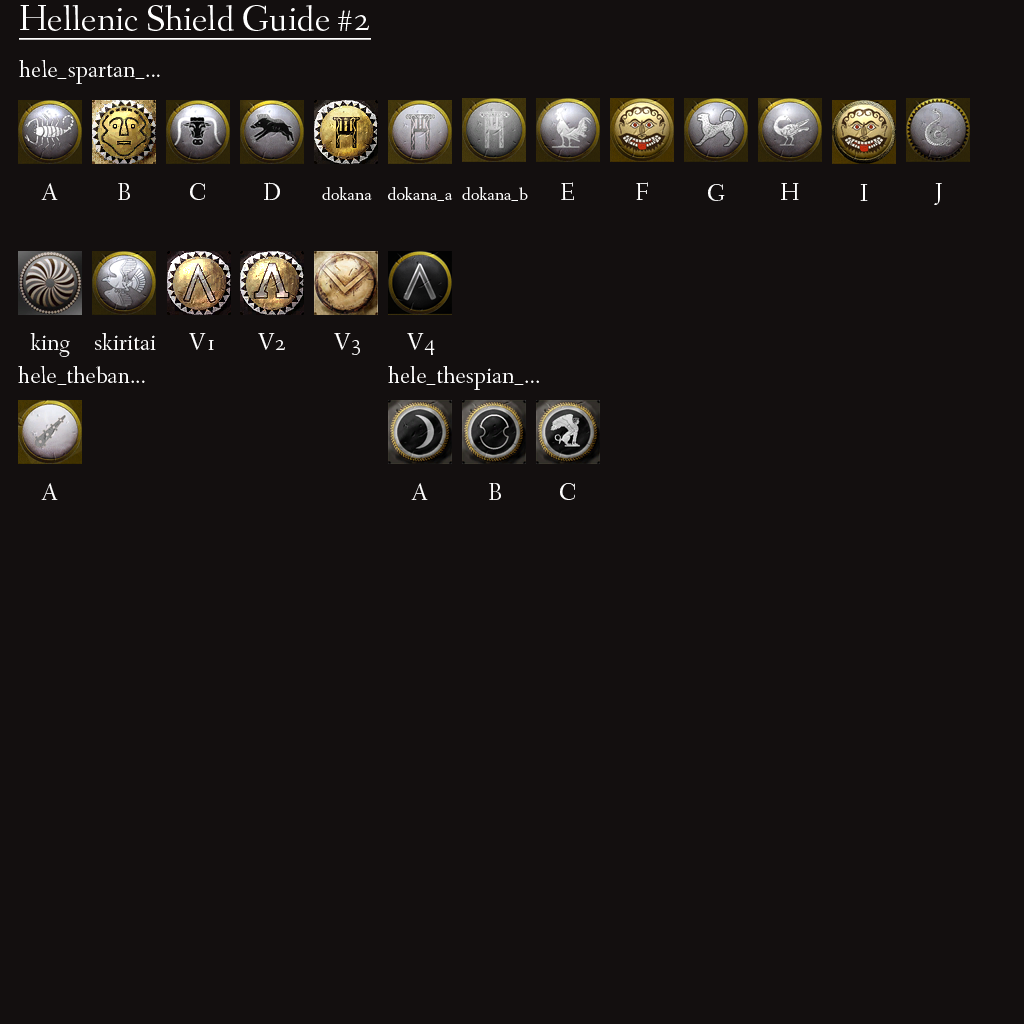 Hellenic Shield Guide #2
hele_spartan_...
A B C D dokana dokana_a dokana_b E F G H I J
king skiritai V1 V2 V3 V4
hele_theban... hele_thespian_...
A A B C